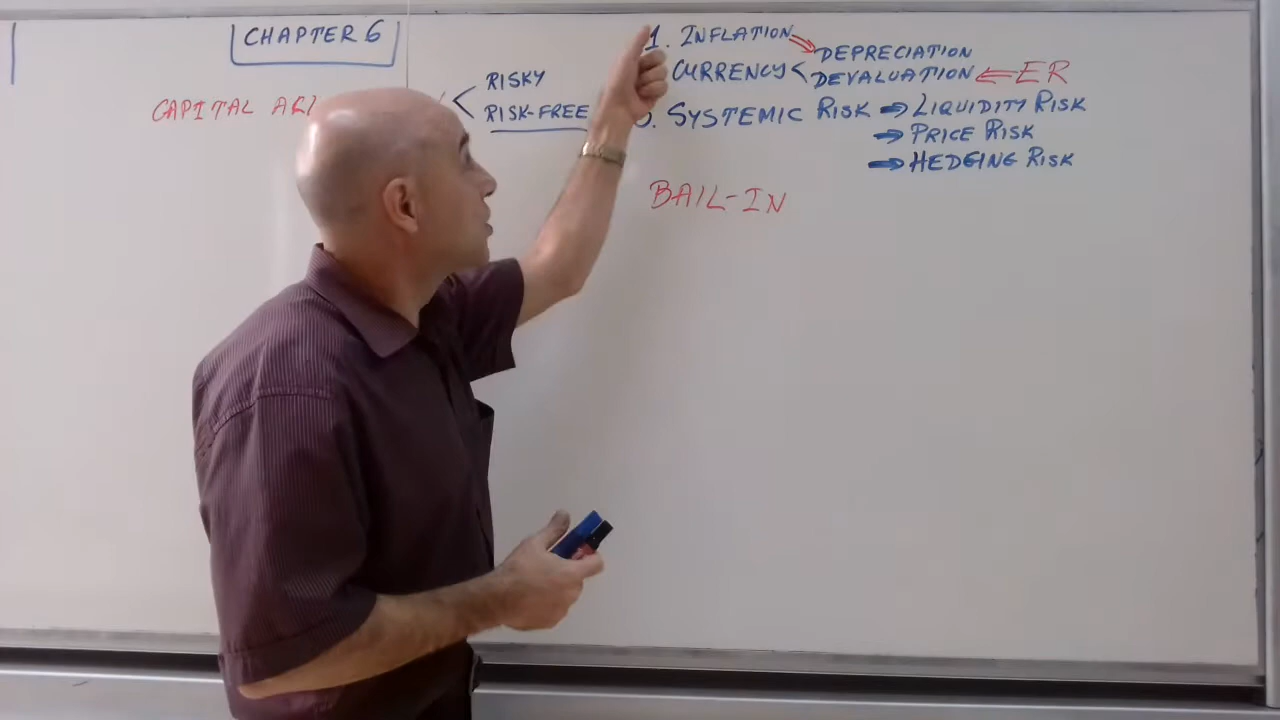 CHAPTER 6
CAPITAL
RISKY
RISK-FREE
1. INFLATION
DEPRECIATION
CURRENCY
DEVALUATION
ER
SYSTEMIC RISK
LIQUIDITY RISK
PRICE RISK
HEDGING RISK
BAIL-IN